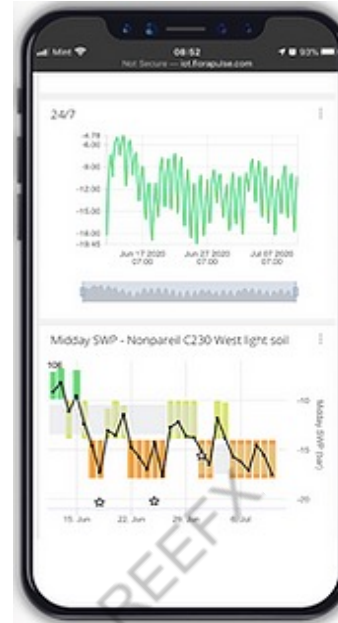 Mint 08:52 93%
Not Secure — iot.florapulse.com
24/7
-4.78
-6.00
-9.00
-12.00
-15.00
-18.00
-19.45
Jun 17 2020 Jun 27 2020 Jul 07 2020
07:00 07:00 07:00
Midday SWP - Nonpareil C230 West light soil
-10
-15
-20
Midday SWP (bar)
15. Jun 22. Jun 29. Jun 6. Jul
REEFX